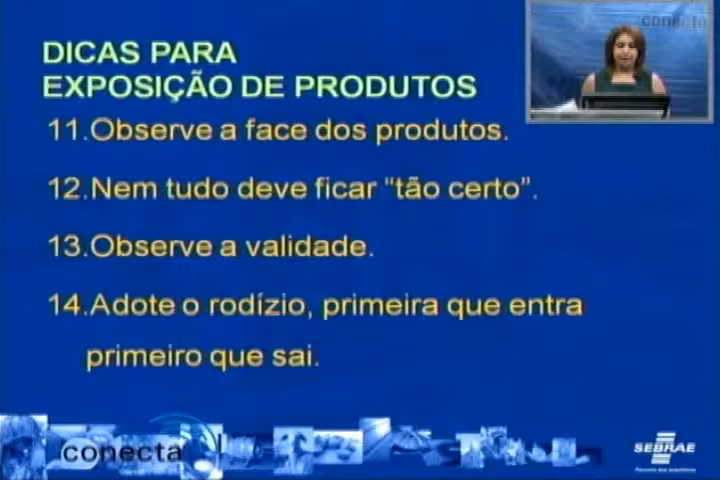 DICAS PARA
EXPOSIÇÃO DE PRODUTOS
11.Observe a face dos produtos.
12.Nem tudo deve ficar “tão certo”.
13.Observe a validade.
14.Adote o rodízio, primeira que entra
primeiro que sai.
conecta
conecta
SEBRAE